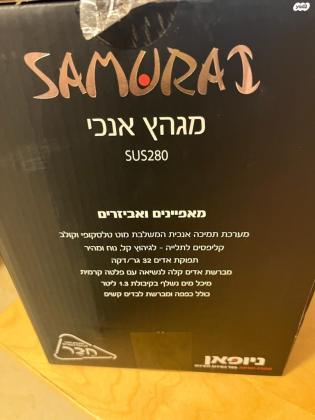 SAMURAI
מגהץ אנכי
SUS280
מאפיינים ואביזרים
מערכת תמיכה אנכית המשלבת מוט טלסקופי וקולב
קליפסים לתלייה - לגיהוץ קל, נוח ומהיר
תפוקת אדים 32 גר'/דקה
מברשת אדים קלה לנשיאה עם פלטה קרמית
מיכל מים נשלף בקיבולת 1.3 ליטר
כולל כפפה ומברשת לבדים קשים
ניופאן